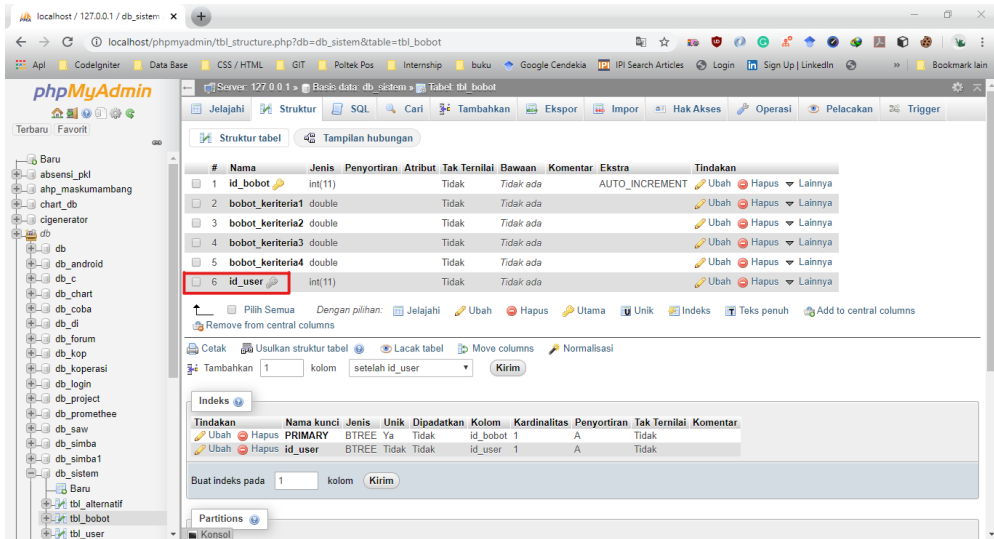 localhost / 127.0.0.1 / db_sistem
localhost/phpmyadmin/tbl_structure.php?db=db_sistem&table=tbl_bobot
Apl CodeIgniter Data Base CSS / HTML GIT Poltek Pos Internship buku Google Cendekia IPI Search Articles Login Sign Up | LinkedIn » Bookmark lain
phpMyAdmin
Terbaru Favorit
Baru
absensi_pkl
ahp_maskumambang
chart_db
cigenerator
db
db
db_android
db_c
db_chart
db_coba
db_di
db_forum
db_kop
db_koperasi
db_login
db_project
db_promethee
db_saw
db_simba
db_simba1
db_sistem
Baru
tbl_alternatif
tbl_bobot
tbl_user
Server: 127.0.0.1 » Basis data: db_sistem » Tabel: tbl_bobot
Jelajahi Struktur SQL Cari Tambahkan Ekspor Impor Hak Akses Operasi Pelacakan Trigger
Struktur tabel Tampilan hubungan
# Nama Jenis Penyortiran Atribut Tak Ternilai Bawaan Komentar Ekstra Tindakan
1 id_bobot int(11) Tidak Tidak ada AUTO_INCREMENT Ubah Hapus Lainnya
2 bobot_keriteria1 double Tidak Tidak ada Ubah Hapus Lainnya
3 bobot_keriteria2 double Tidak Tidak ada Ubah Hapus Lainnya
4 bobot_keriteria3 double Tidak Tidak ada Ubah Hapus Lainnya
5 bobot_keriteria4 double Tidak Tidak ada Ubah Hapus Lainnya
6 id_user int(11) Tidak Tidak ada Ubah Hapus Lainnya
Pilih Semua Dengan pilihan: Jelajahi Ubah Hapus Utama Unik Indeks Teks penuh Add to central columns
Remove from central columns
Cetak Usulkan struktur tabel Lacak tabel Move columns Normalisasi
Tambahkan 1 kolom setelah id_user Kirim
Indeks
Tindakan Nama kunci Jenis Unik Dipadatkan Kolom Kardinalitas Penyortiran Tak Ternilai Komentar
Ubah Hapus PRIMARY BTREE Ya Tidak id_bobot 1 A Tidak
Ubah Hapus id_user BTREE Tidak Tidak id_user 1 A Tidak
Buat indeks pada 1 kolom Kirim
Partitions
Konsol